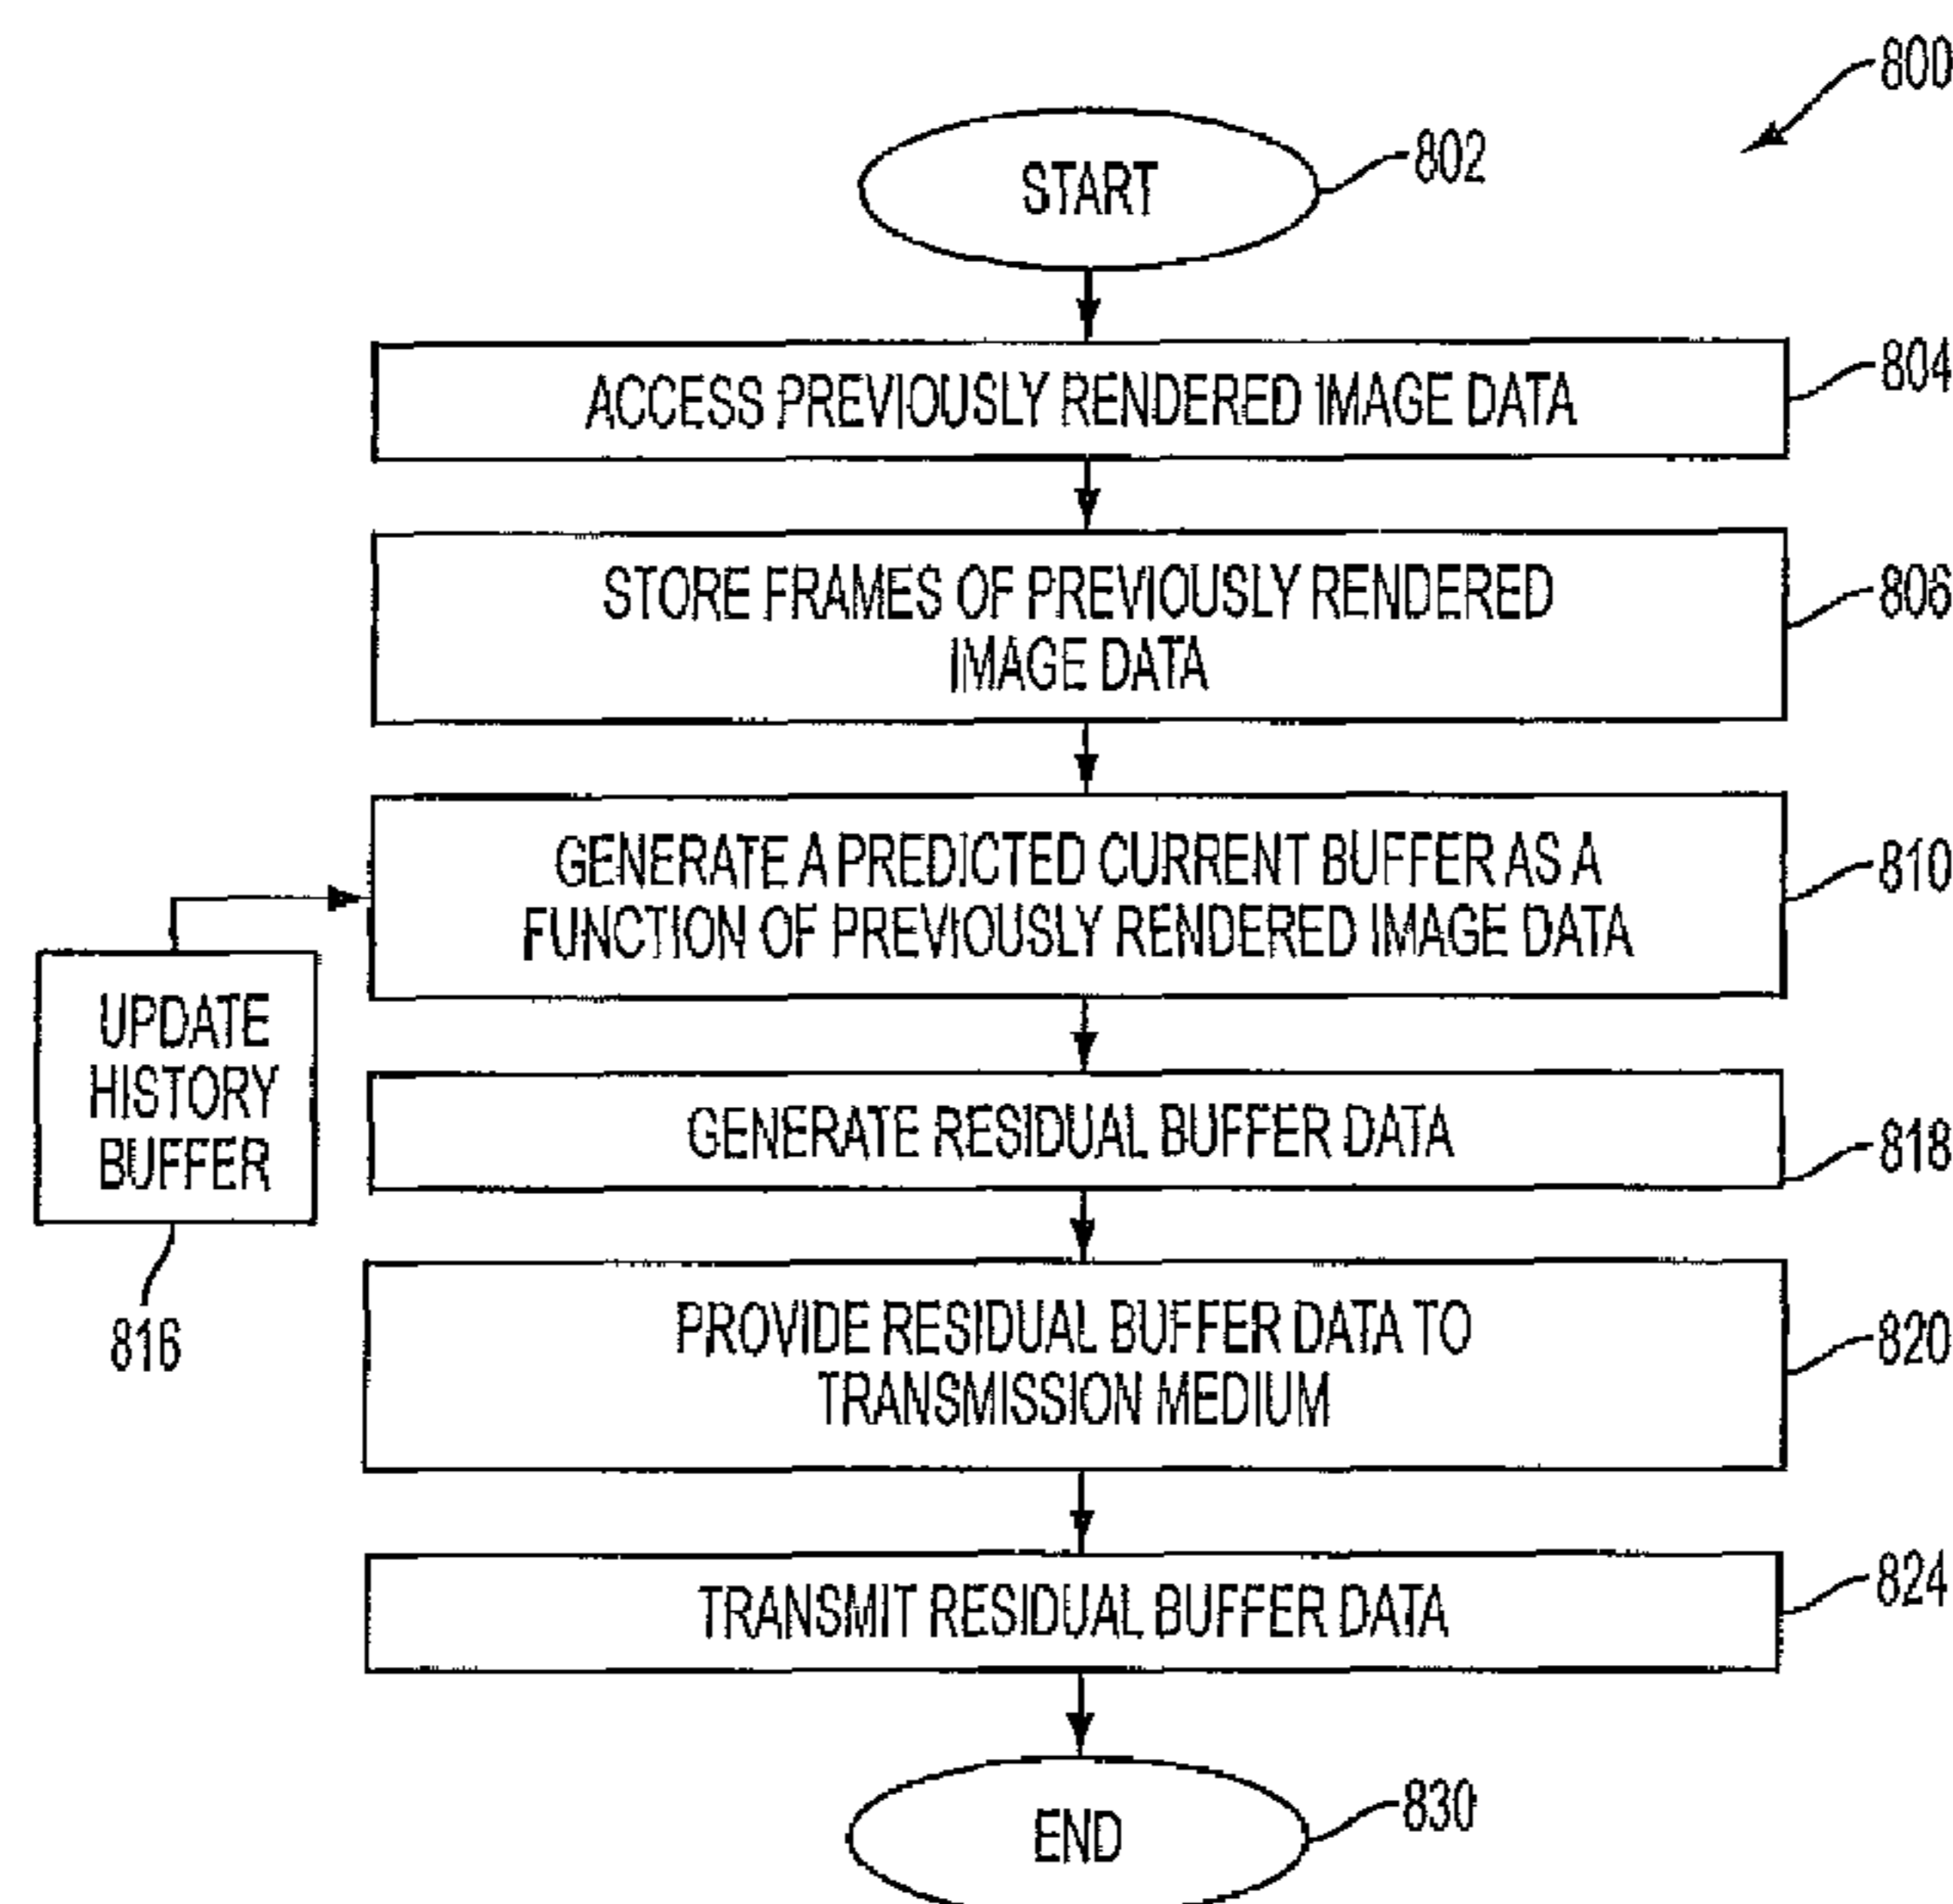 800
START
802
ACCESS PREVIOUSLY RENDERED IMAGE DATA
804
STORE FRAMES OF PREVIOUSLY RENDERED
IMAGE DATA
806
GENERATE A PREDICTED CURRENT BUFFER AS A
FUNCTION OF PREVIOUSLY RENDERED IMAGE DATA
810
UPDATE
HISTORY
BUFFER
816
GENERATE RESIDUAL BUFFER DATA
818
PROVIDE RESIDUAL BUFFER DATA TO
TRANSMISSION MEDIUM
820
TRANSMIT RESIDUAL BUFFER DATA
824
END
830